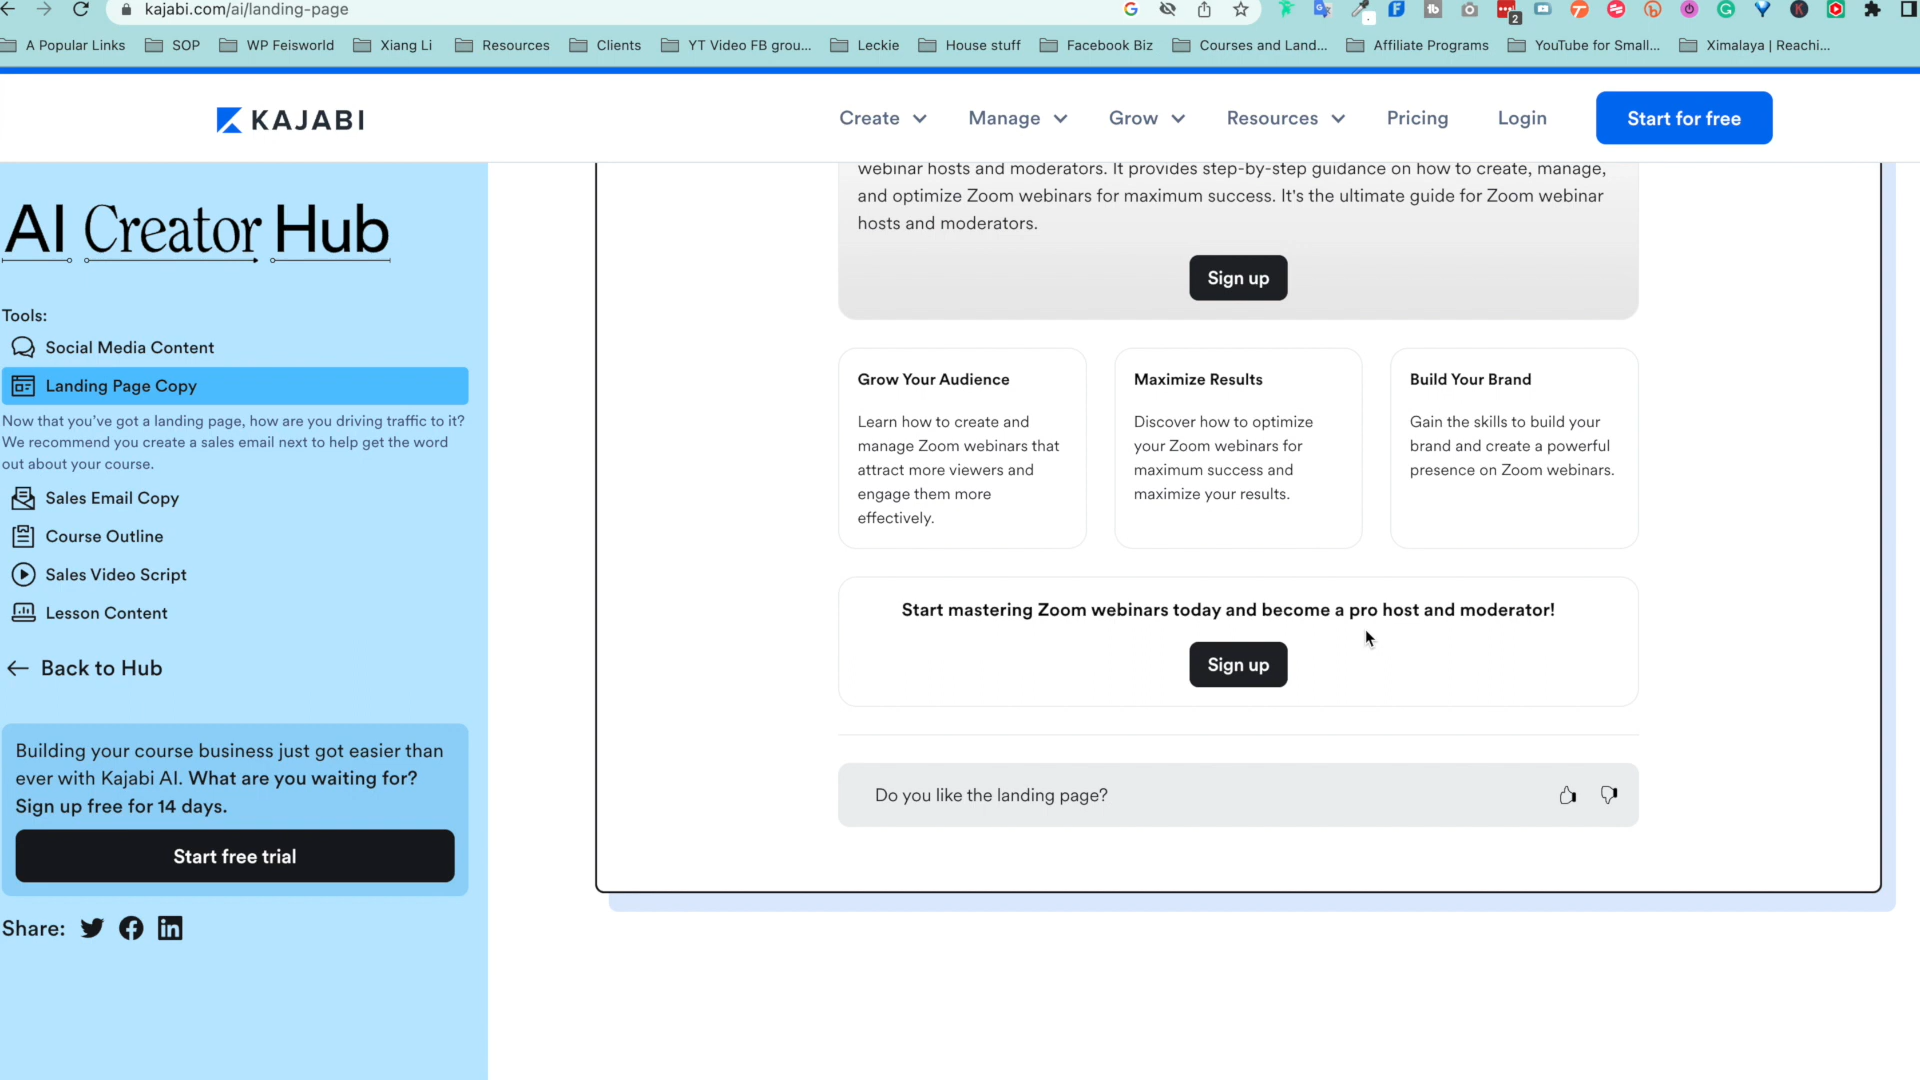 kajabi.com/ai/landing-page
2
A Popular Links
SOP
WP Feisworld
Xiang Li
Resources
Clients
YT Video FB grou...
Leckie
House stuff
Facebook Biz
Courses and Land...
Affiliate Programs
YouTube for Small...
Ximalaya | Reachi...
KAJABI
Create
Manage
Grow
Resources
Pricing
Login
Start for free
AI Creator Hub
Tools:
Social Media Content
Landing Page Copy
Now that you've got a landing page, how are you driving traffic to it?
We recommend you create a sales email next to help get the word
out about your course.
Sales Email Copy
Course Outline
Sales Video Script
Lesson Content
Back to Hub
Building your course business just got easier than
ever with Kajabi AI. What are you waiting for?
Sign up free for 14 days.
Start free trial
Share:
webinar hosts and moderators. It provides step-by-step guidance on how to create, manage,
and optimize Zoom webinars for maximum success. It's the ultimate guide for Zoom webinar
hosts and moderators.
Sign up
Grow Your Audience
Learn how to create and
manage Zoom webinars that
attract more viewers and
engage them more
effectively.
Maximize Results
Discover how to optimize
your Zoom webinars for
maximum success and
maximize your results.
Build Your Brand
Gain the skills to build your
brand and create a powerful
presence on Zoom webinars.
Start mastering Zoom webinars today and become a pro host and moderator!
Sign up
Do you like the landing page?